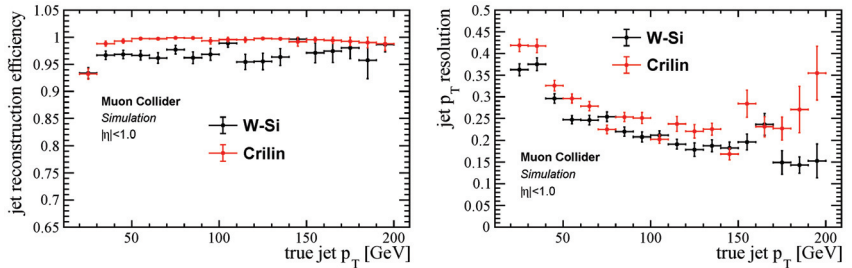 jet reconstruction efficiency
1.05
1
0.95
0.9
0.85
0.8
0.75
0.7
0.65
Muon Collider
Simulation
|η|<1.0
W-Si
Crilin
50 100 150 200
true jet p_T [GeV]
jet p_T resolution
0.5
0.45
0.4
0.35
0.3
0.25
0.2
0.15
0.1
0.05
0
W-Si
Crilin
Muon Collider
Simulation
|η|<1.0
50 100 150 200
true jet p_T [GeV]